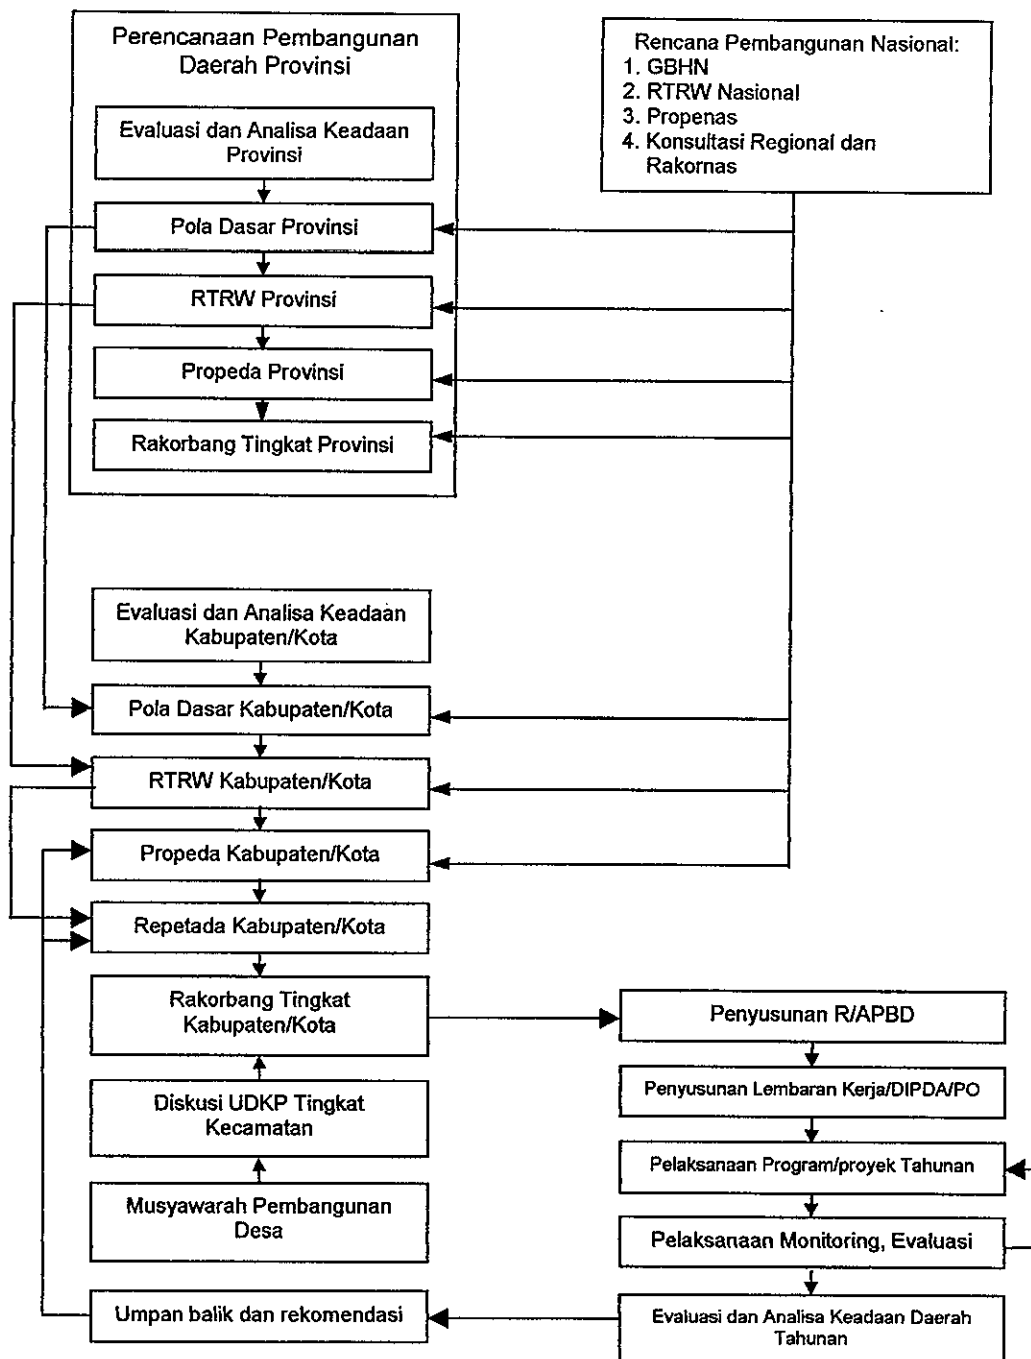 Perencanaan Pembangunan
Daerah Provinsi
Evaluasi dan Analisa Keadaan
Provinsi
Pola Dasar Provinsi
RTRW Provinsi
Propeda Provinsi
Rakorbang Tingkat Provinsi
Rencana Pembangunan Nasional:
1. GBHN
2. RTRW Nasional
3. Propenas
4. Konsultasi Regional dan
Rakornas
Evaluasi dan Analisa Keadaan
Kabupaten/Kota
Pola Dasar Kabupaten/Kota
RTRW Kabupaten/Kota
Propeda Kabupaten/Kota
Repetada Kabupaten/Kota
Rakorbang Tingkat
Kabupaten/Kota
Diskusi UDKP Tingkat
Kecamatan
Musyawarah Pembangunan
Desa
Umpan balik dan rekomendasi
Penyusunan R/APBD
Penyusunan Lembaran Kerja/DIPDA/PO
Pelaksanaan Program/proyek Tahunan
Pelaksanaan Monitoring, Evaluasi
Evaluasi dan Analisa Keadaan Daerah
Tahunan